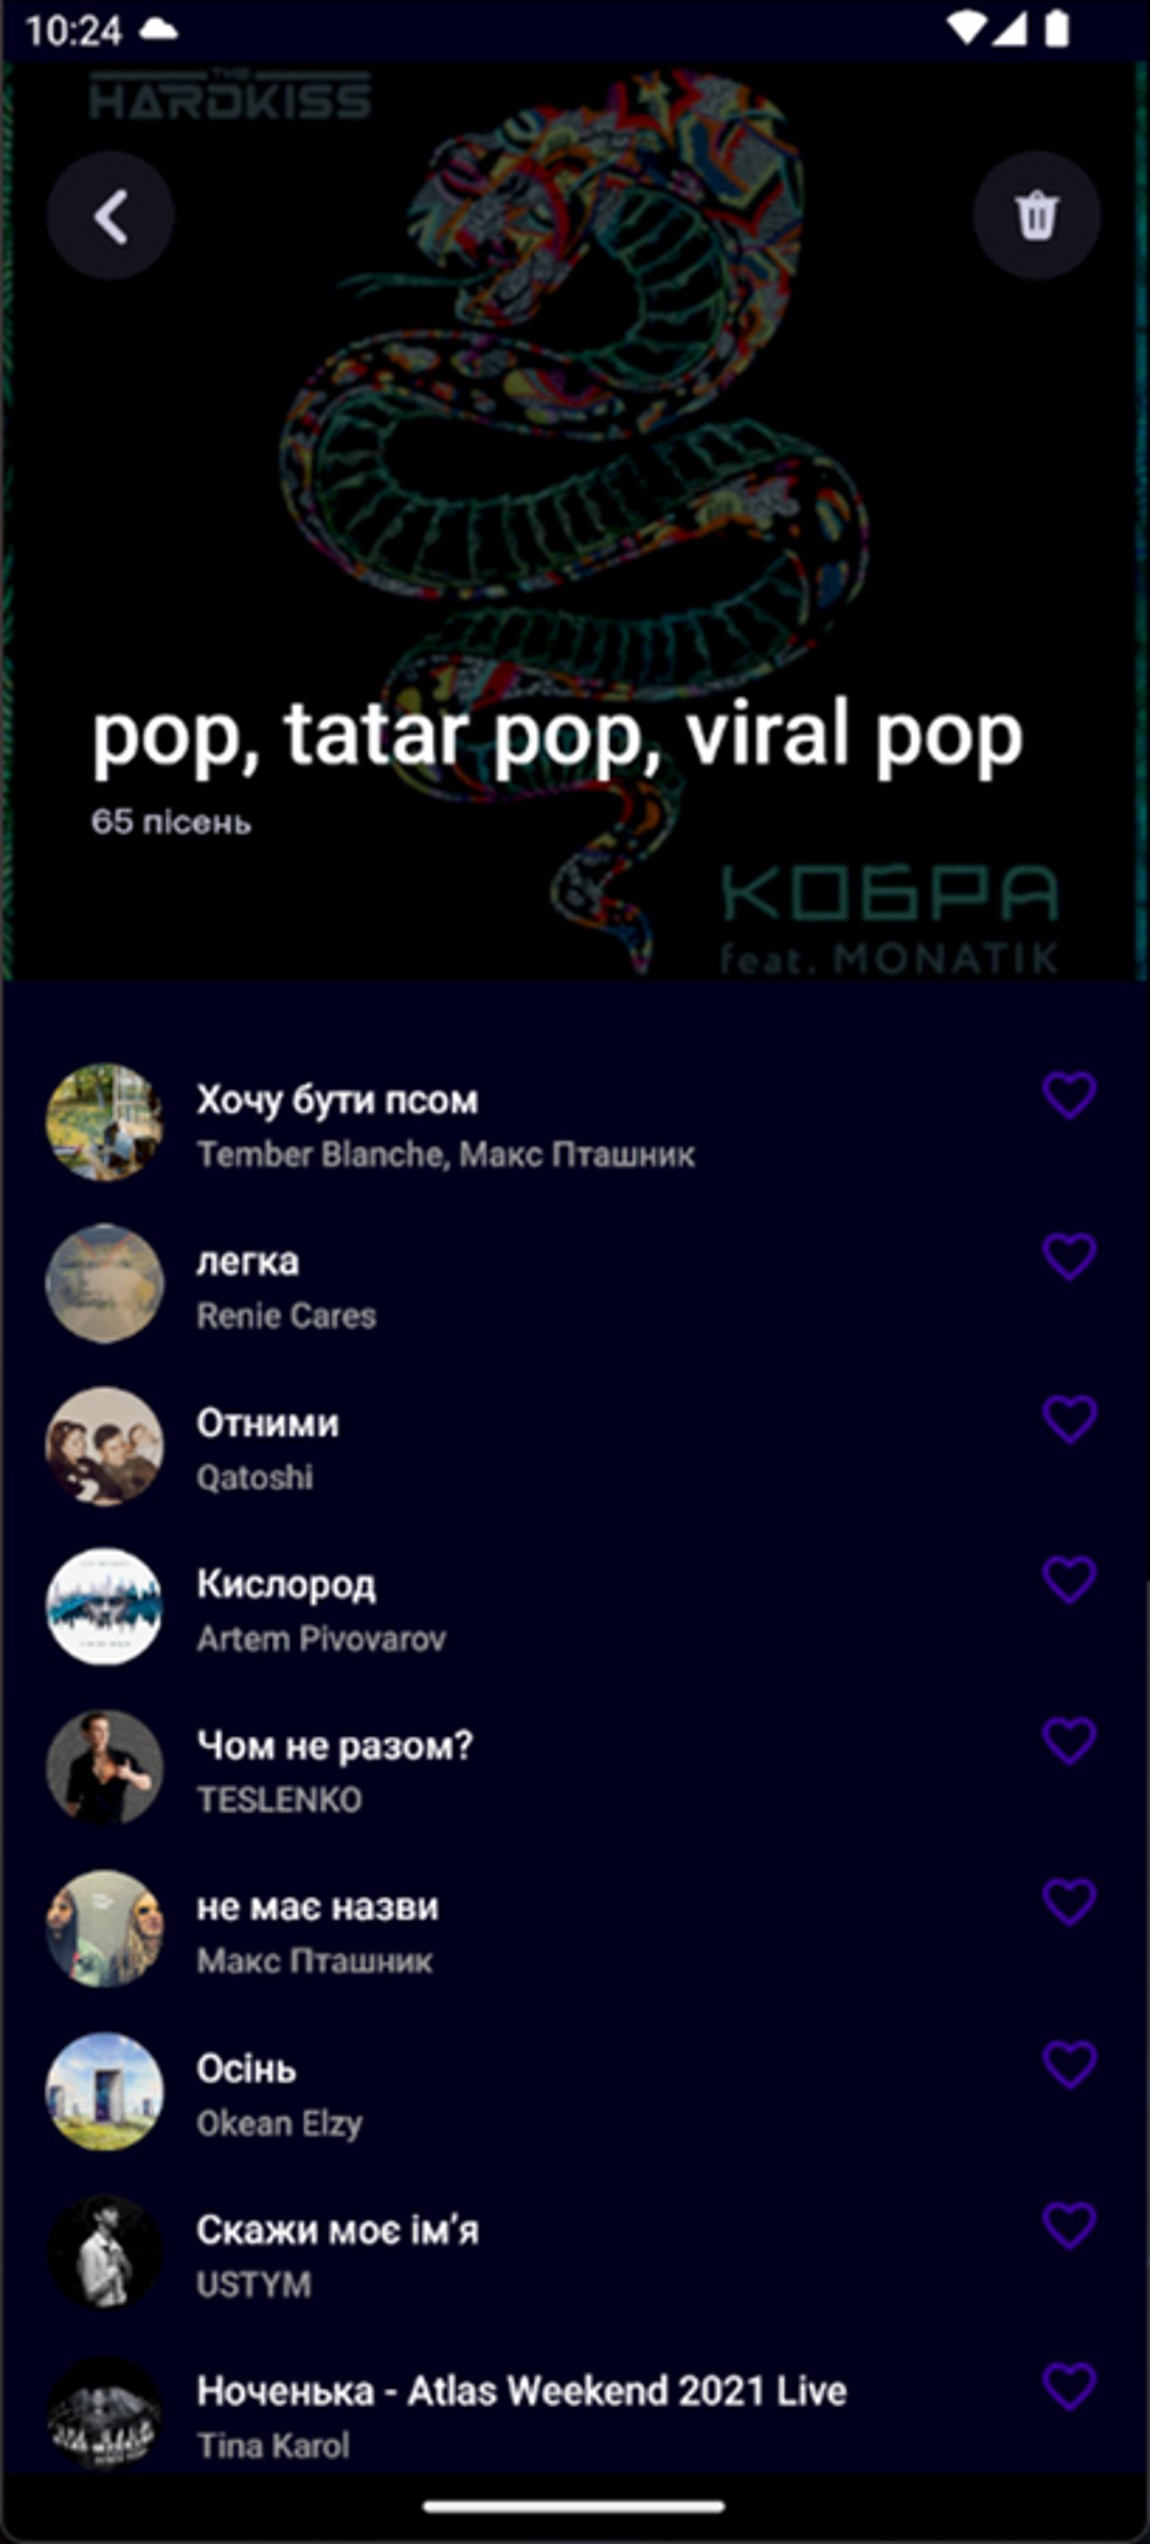 10:24
THE
HARDKISS
pop, tatar pop, viral pop
65 пісень
КОБРА
feat. MONATIK
Хочу бути псом
Tember Blanche, Макс Пташник
легка
Renie Cares
Отними
Qatoshi
Кислород
Artem Pivovarov
Чом не разом?
TESLENKO
не має назви
Макс Пташник
Осінь
Okean Elzy
Скажи моє ім’я
USTYM
Ноченька - Atlas Weekend 2021 Live
Tina Karol